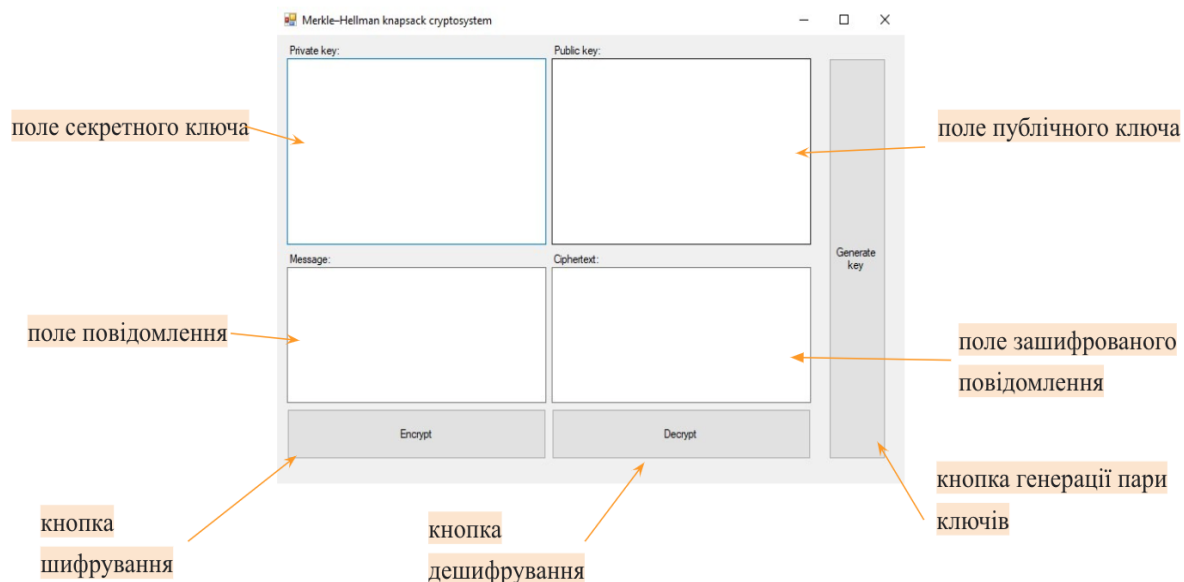 Merkle–Hellman knapsack cryptosystem
Private key:
Public key:
поле секретного ключа
поле публічного ключа
Generate
key
Message:
Ciphertext:
поле повідомлення
поле зашифрованого
повідомлення
Encrypt
Decrypt
кнопка генерації пари
ключів
кнопка
шифрування
кнопка
дешифрування